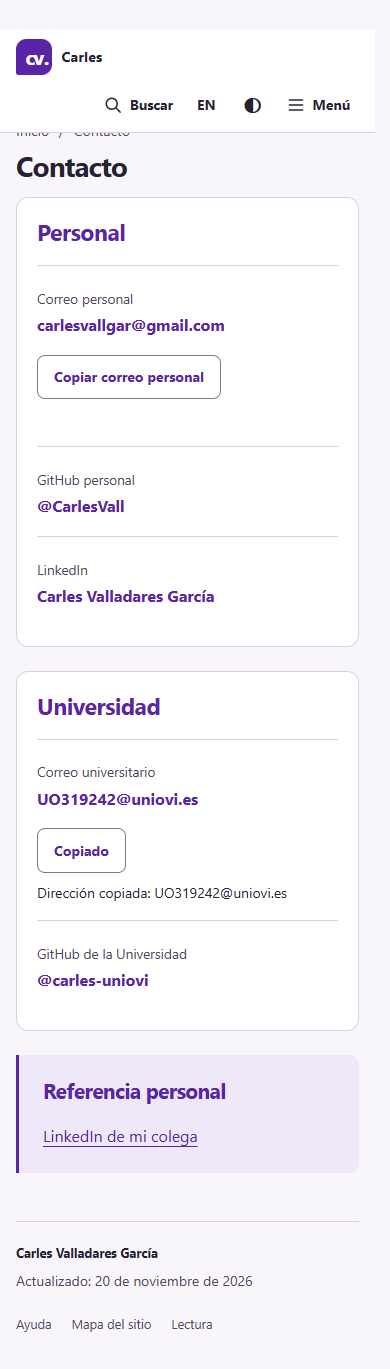 cv.
Carles
Buscar EN Menú
Inicio / Contacto
Contacto
Personal
Correo personal
carlesvallgar@gmail.com
Copiar correo personal
GitHub personal
@CarlesVall
LinkedIn
Carles Valladares García
Universidad
Correo universitario
UO319242@uniovi.es
Copiado
Dirección copiada: UO319242@uniovi.es
GitHub de la Universidad
@carles-uniovi
Referencia personal
LinkedIn de mi colega
Carles Valladares García
Actualizado: 20 de noviembre de 2026
Ayuda Mapa del sitio Lectura